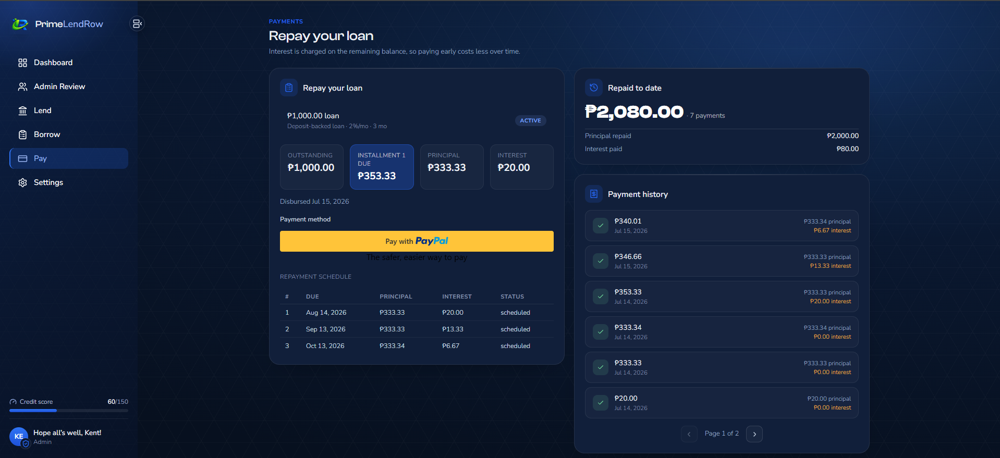 PrimeLendRow
Dashboard
Admin Review
Lend
Borrow
Pay
Settings
Credit score 60/150
KE
Hope all's well, Kent!
Admin
PAYMENTS
Repay your loan
Interest is charged on the remaining balance, so paying early costs less over time.
Repay your loan
₱1,000.00 loan
Deposit-backed loan · 2%/mo · 3 mo
ACTIVE
OUTSTANDING
₱1,000.00
INSTALLMENT 1
DUE
₱353.33
PRINCIPAL
₱333.33
INTEREST
₱20.00
Disbursed Jul 15, 2026
Payment method
Pay with PayPal
The safer, easier way to pay
REPAYMENT SCHEDULE
# DUE PRINCIPAL INTEREST STATUS
1 Aug 14, 2026 ₱333.33 ₱20.00 scheduled
2 Sep 13, 2026 ₱333.33 ₱13.33 scheduled
3 Oct 13, 2026 ₱333.34 ₱6.67 scheduled
Repaid to date
₱2,080.00 · 7 payments
Principal repaid ₱2,000.00
Interest paid ₱80.00
Payment history
₱340.01
Jul 15, 2026
₱333.34 principal
₱6.67 interest
₱346.66
Jul 15, 2026
₱333.33 principal
₱13.33 interest
₱353.33
Jul 14, 2026
₱333.33 principal
₱20.00 interest
₱333.34
Jul 14, 2026
₱333.34 principal
₱0.00 interest
₱333.33
Jul 14, 2026
₱333.33 principal
₱0.00 interest
₱20.00
Jul 14, 2026
₱20.00 principal
₱0.00 interest
Page 1 of 2